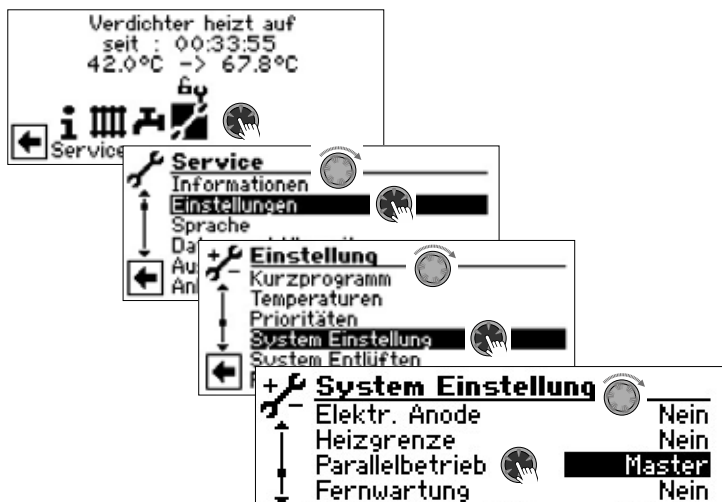 Verdichter heizt auf
seit : 00:33:55
42.0°C -> 67.8°C
Service
Service
Informationen
Einstellungen
Sprache
Einstellung
Kurzprogramm
Temperaturen
Prioritäten
System Einstellung
System Entlüften
System Einstellung
Elektr. Anode Nein
Heizgrenze Nein
Parallelbetrieb Master
Fernwartung Nein